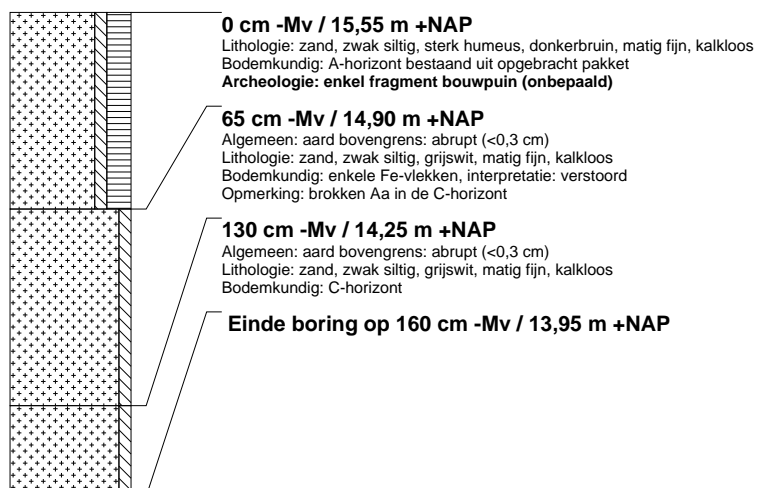 0 cm -Mv / 15,55 m +NAP
Lithologie: zand, zwak siltig, sterk humeus, donkerbruin, matig fijn, kalkloos
Bodemkundig: A-horizont bestaand uit opgebracht pakket
Archeologie: enkel fragment bouwpuin (onbepaald)
65 cm -Mv / 14,90 m +NAP
Algemeen: aard bovengrens: abrupt (<0,3 cm)
Lithologie: zand, zwak siltig, grijswit, matig fijn, kalkloos
Bodemkundig: enkele Fe-vlekken, interpretatie: verstoord
Opmerking: brokken Aa in de C-horizont
130 cm -Mv / 14,25 m +NAP
Algemeen: aard bovengrens: abrupt (<0,3 cm)
Lithologie: zand, zwak siltig, grijswit, matig fijn, kalkloos
Bodemkundig: C-horizont
Einde boring op 160 cm -Mv / 13,95 m +NAP